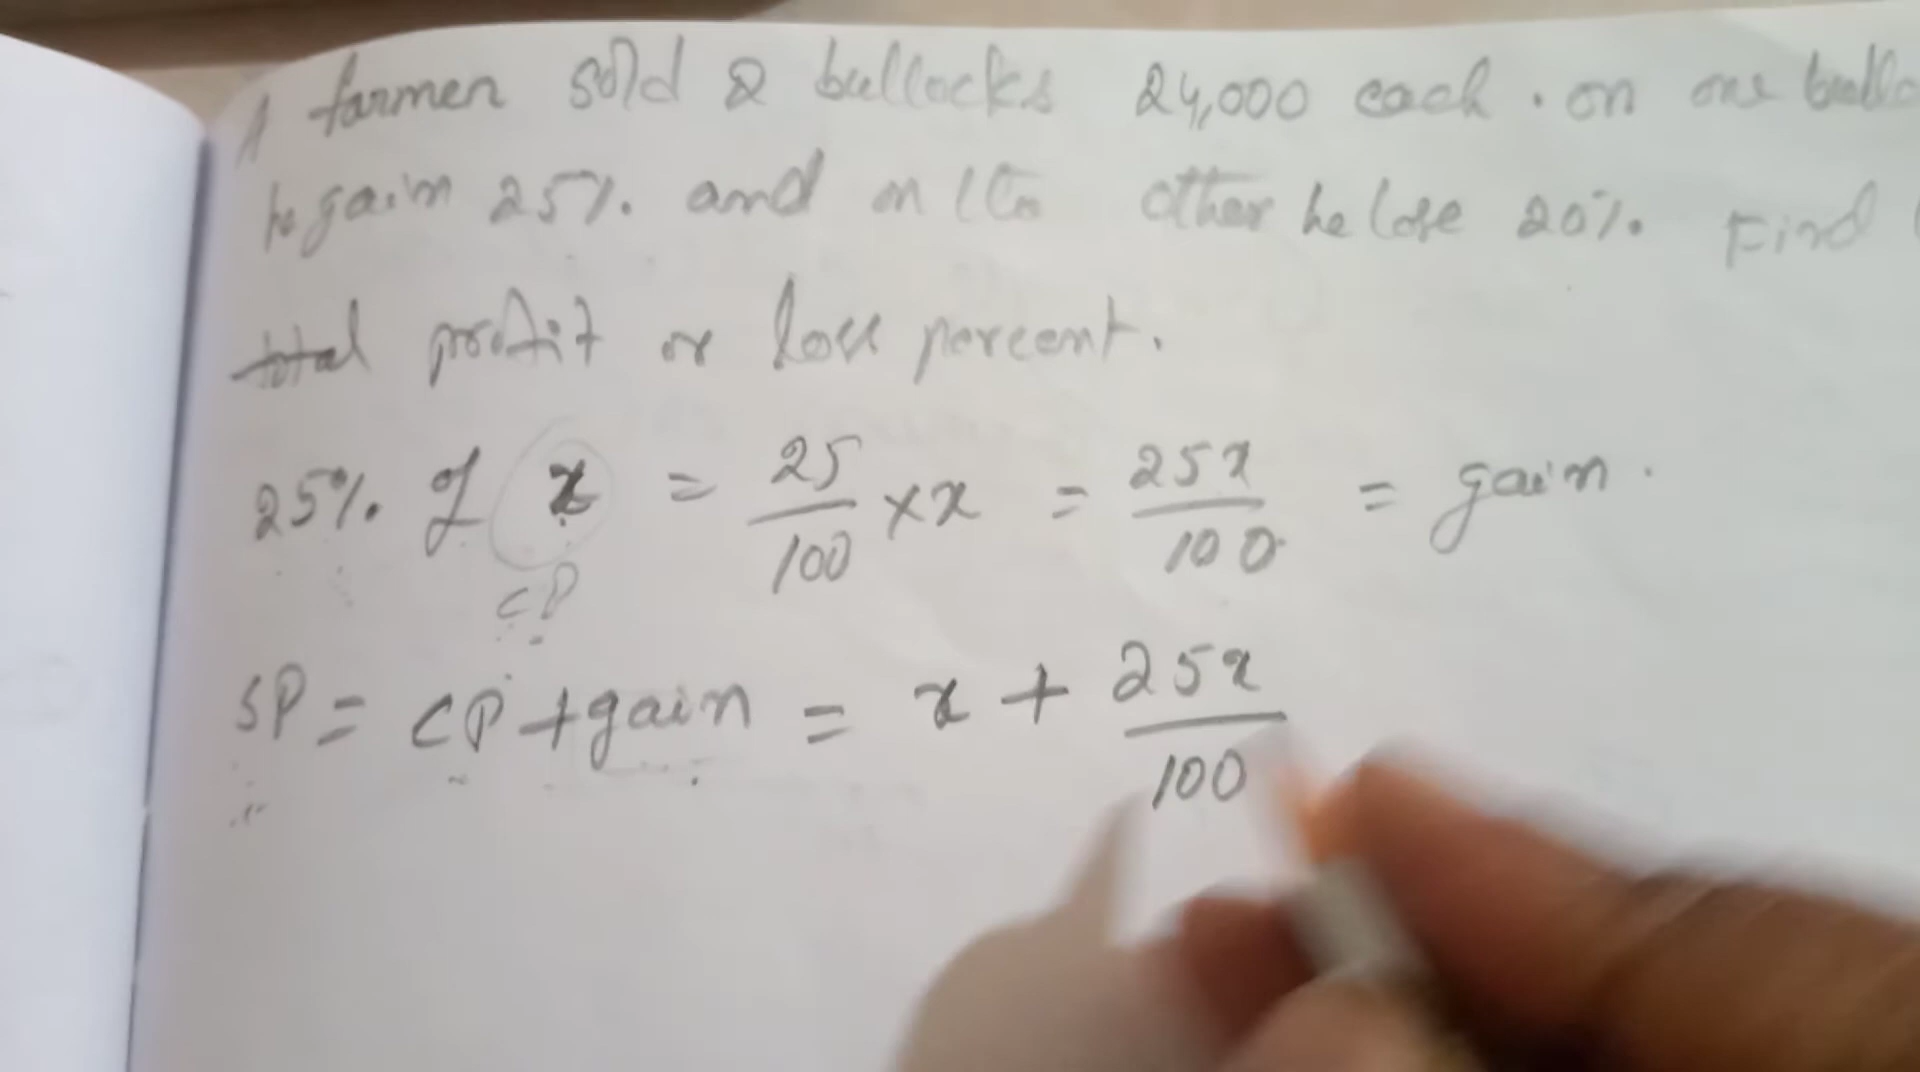 A farmer sold 2 bullocks 24,000 each. on one
he gain 25%. and on the other he lose 20%. Find
total profit or loss percent.
25% of x = 25/100 × x = 25x/100 = gain.
CP
SP = CP + gain = x + 25x/100